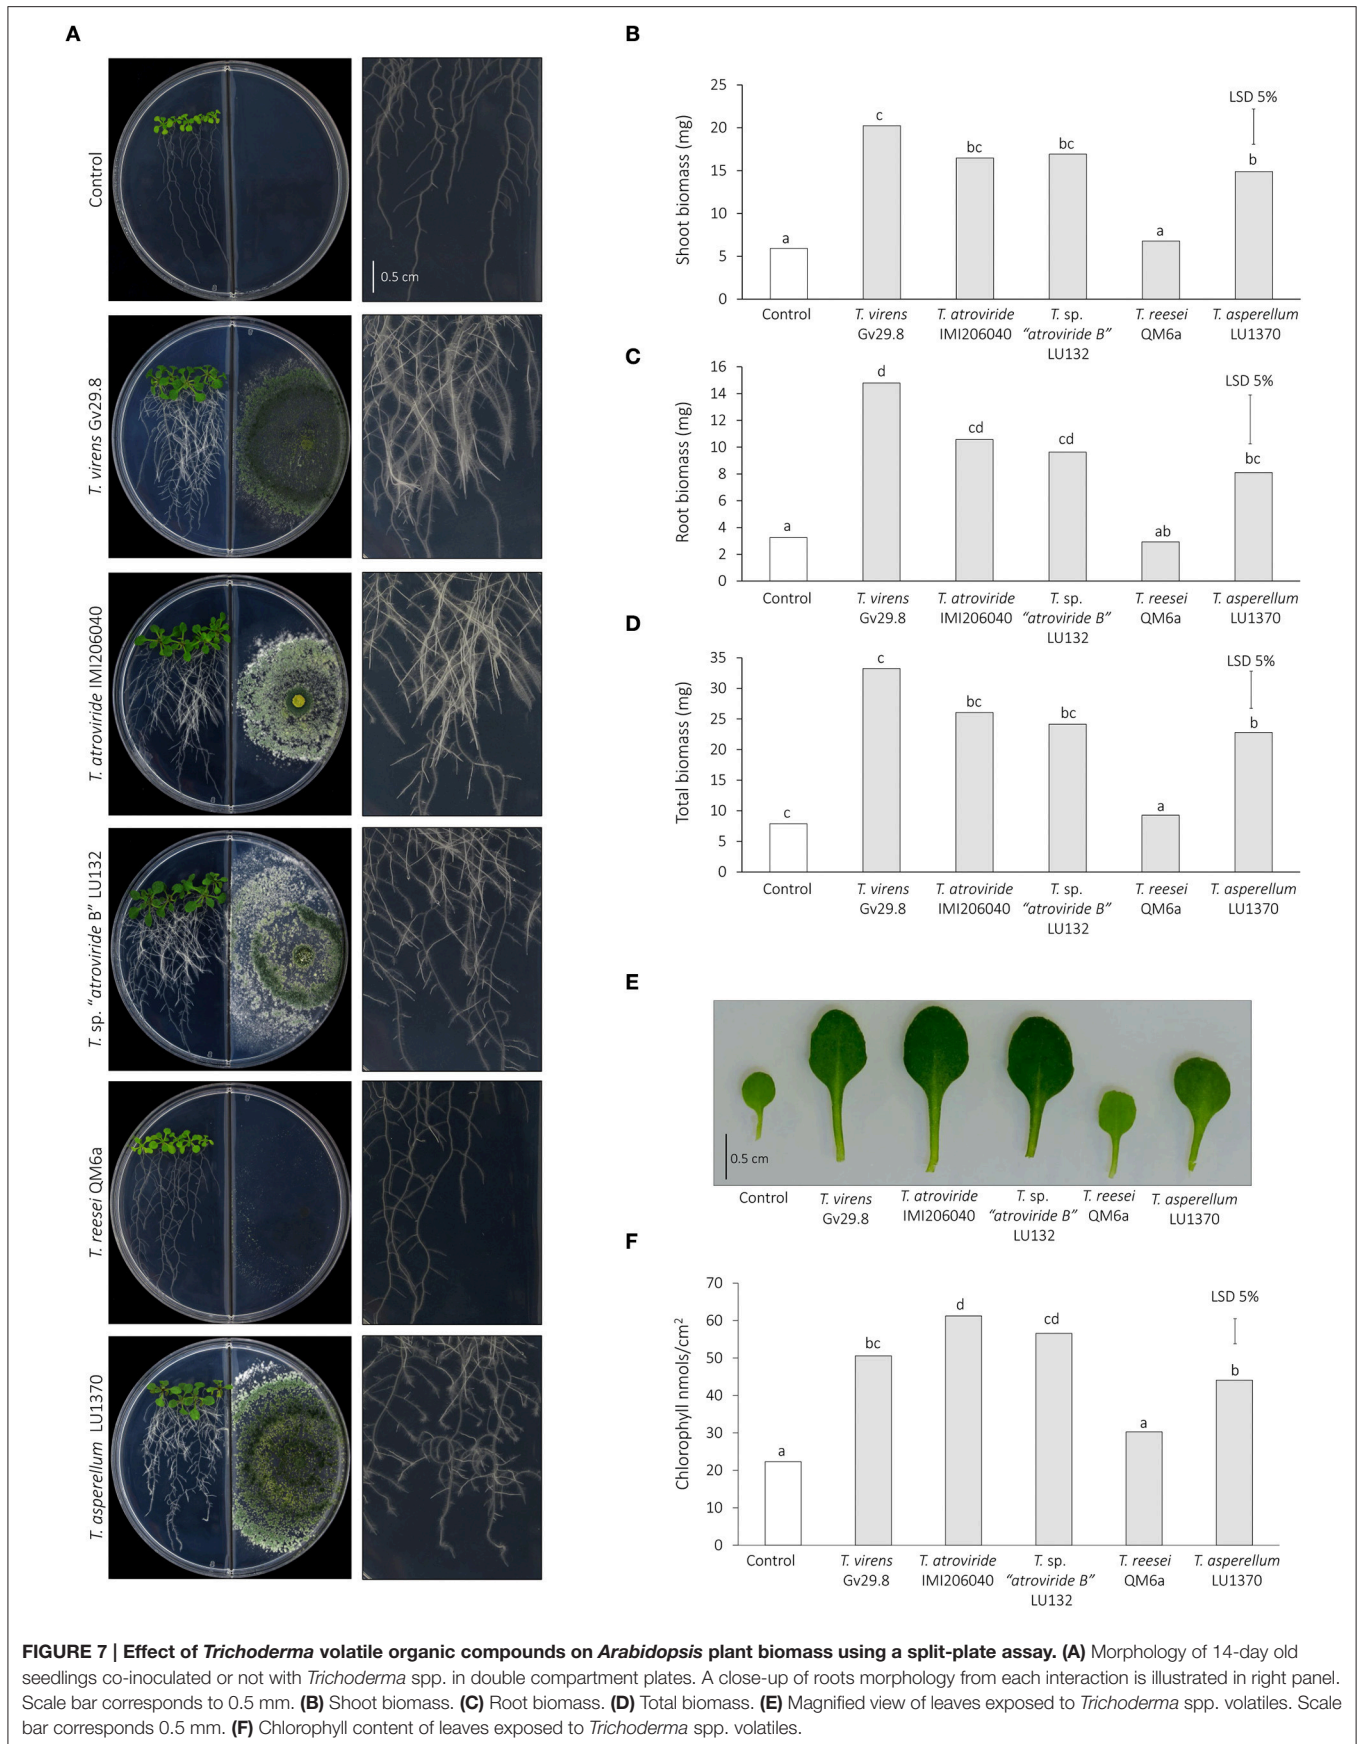 A
Control
0.5 cm
T. virens Gv29.8
T. atroviride IMI206040
T. sp. “atroviride B” LU132
T. reesei QM6a
T. asperellum LU1370
B
Shoot biomass (mg)
25
20
15
10
5
0
a
c
bc
bc
a
b
LSD 5%
Control
T. virens
Gv29.8
T. atroviride
IMI206040
T. sp.
“atroviride B”
LU132
T. reesei
QM6a
T. asperellum
LU1370
C
Root biomass (mg)
16
14
12
10
8
6
4
2
0
a
d
cd
cd
ab
bc
LSD 5%
Control
T. virens
Gv29.8
T. atroviride
IMI206040
T. sp.
“atroviride B”
LU132
T. reesei
QM6a
T. asperellum
LU1370
D
Total biomass (mg)
35
30
25
20
15
10
5
0
c
c
bc
bc
a
b
LSD 5%
Control
T. virens
Gv29.8
T. atroviride
IMI206040
T. sp.
“atroviride B”
LU132
T. reesei
QM6a
T. asperellum
LU1370
E
0.5 cm
Control
T. virens
Gv29.8
T. atroviride
IMI206040
T. sp.
“atroviride B”
LU132
T. reesei
QM6a
T. asperellum
LU1370
F
Chlorophyll nmols/cm²
70
60
50
40
30
20
10
0
a
bc
d
cd
a
b
LSD 5%
Control
T. virens
Gv29.8
T. atroviride
IMI206040
T. sp.
“atroviride B”
LU132
T. reesei
QM6a
T. asperellum
LU1370
FIGURE 7 | Effect of Trichoderma volatile organic compounds on Arabidopsis plant biomass using a split-plate assay. (A) Morphology of 14-day old
seedlings co-inoculated or not with Trichoderma spp. in double compartment plates. A close-up of roots morphology from each interaction is illustrated in right panel.
Scale bar corresponds to 0.5 mm. (B) Shoot biomass. (C) Root biomass. (D) Total biomass. (E) Magnified view of leaves exposed to Trichoderma spp. volatiles. Scale
bar corresponds 0.5 mm. (F) Chlorophyll content of leaves exposed to Trichoderma spp. volatiles.